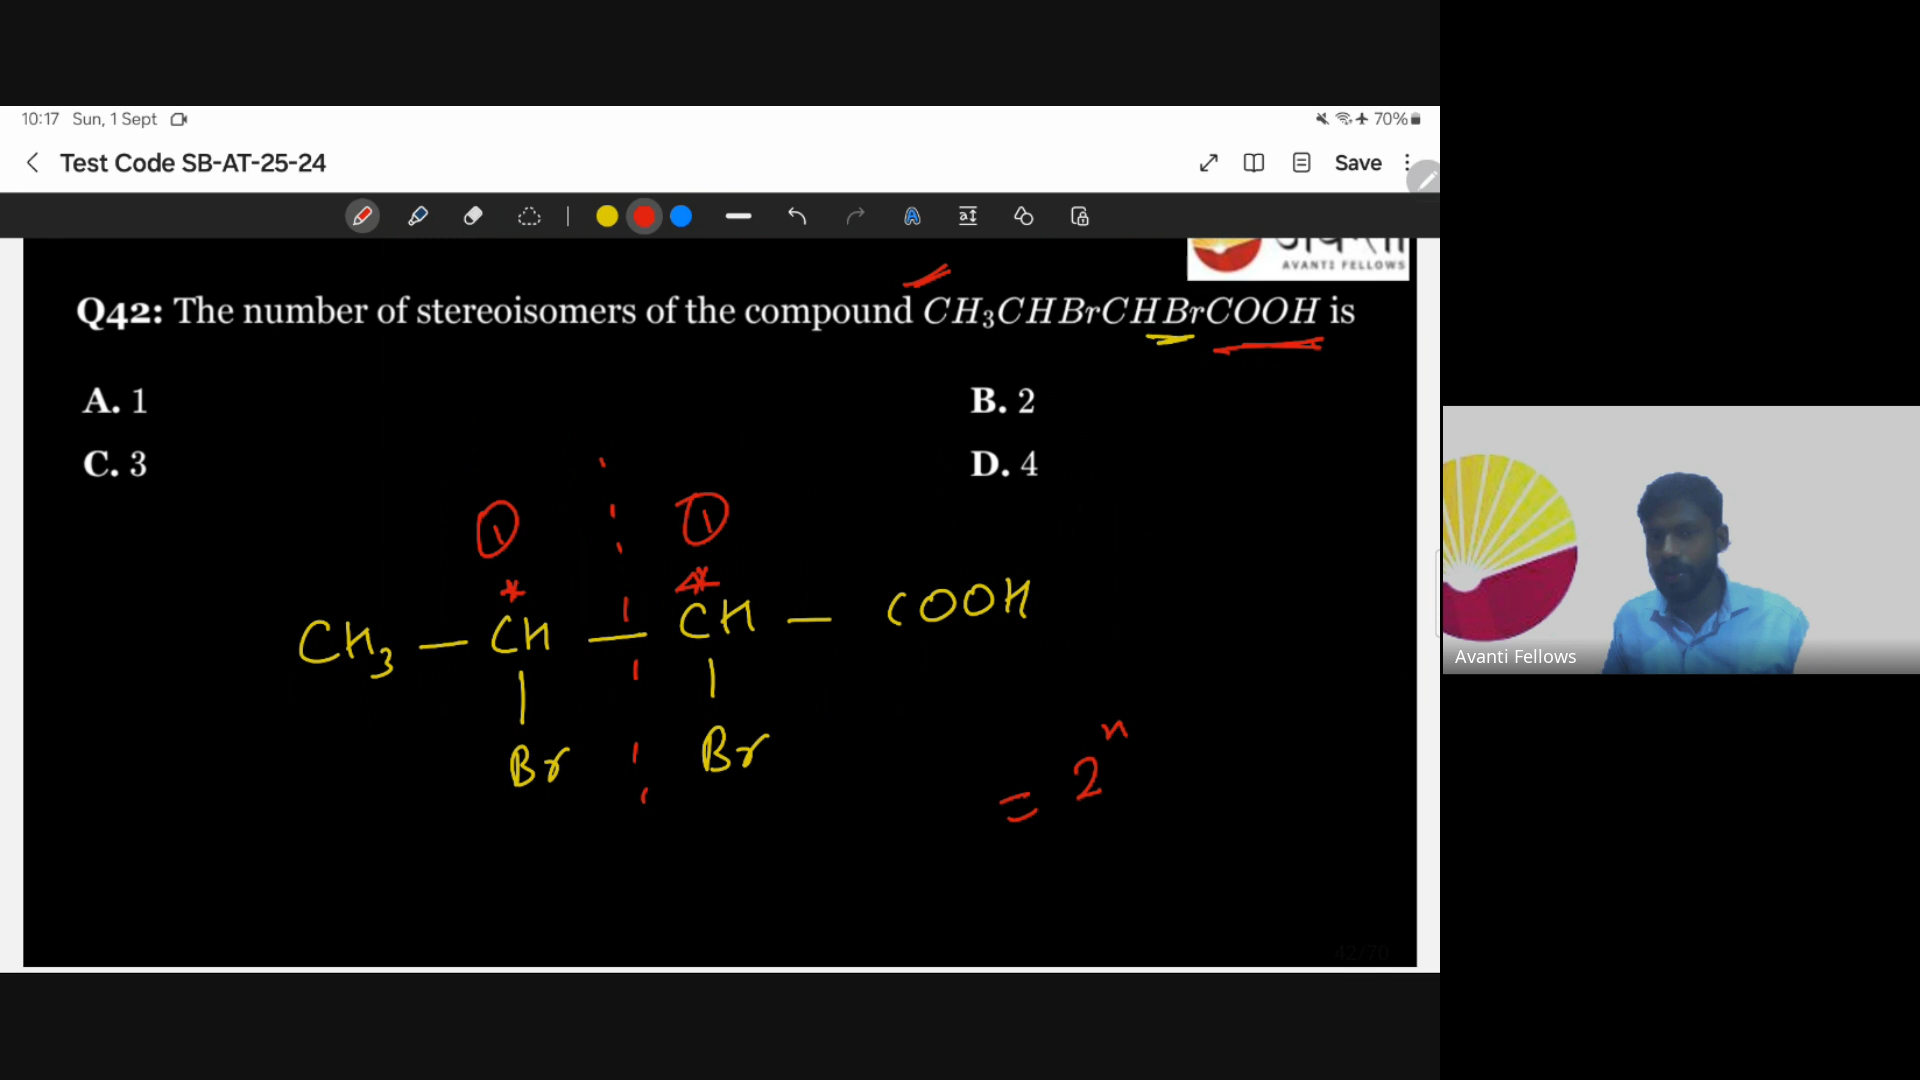 10:17 Sun, 1 Sept 70%
Test Code SB-AT-25-24 Save
AVANTI FELLOWS
Q42: The number of stereoisomers of the compound CH₃CHBrCHBrCOOH is
A. 1 B. 2
C. 3 D. 4
1 1
* *
CH₃ — CH — CH — COOH
Br Br
= 2ⁿ
Avanti Fellows
42/70